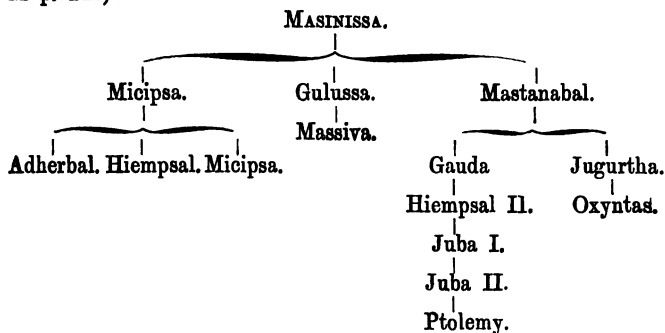 MASINISSA.
Micipsa. Gulussa. Mastanabal.
Massiva.
Adherbal. Hiempsal. Micipsa. Gauda Jugurtha.
Hiempsal II. Oxyntas.
Juba I.
Juba II.
Ptolemy.